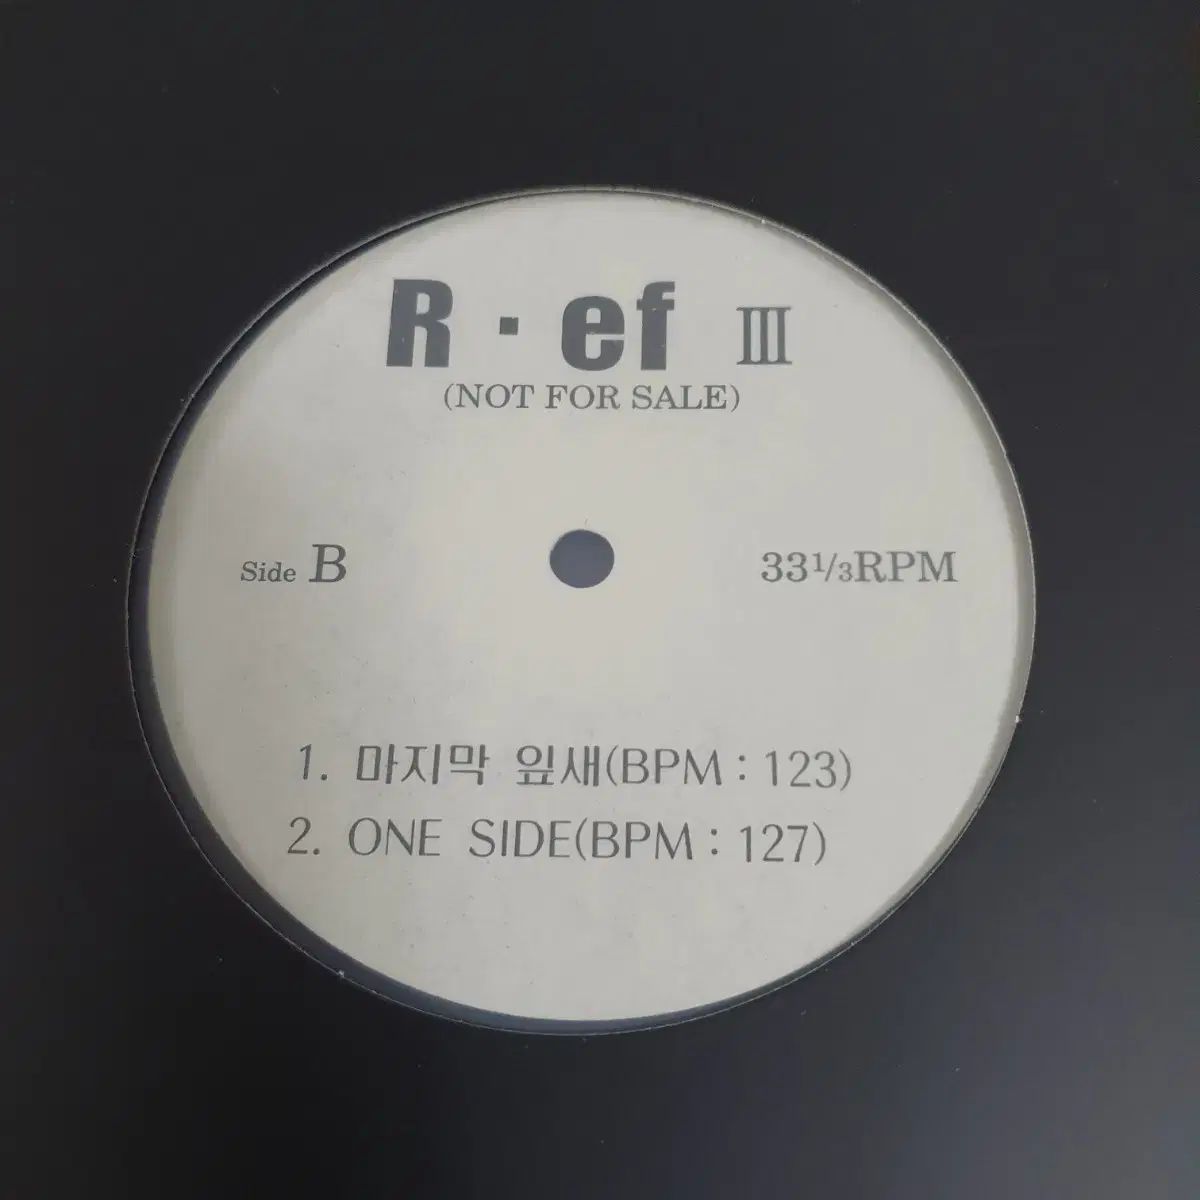 R·ef III
(NOT FOR SALE)
Side B
33⅓RPM
1. 마지막 잎새(BPM : 123)
2. ONE SIDE(BPM : 127)